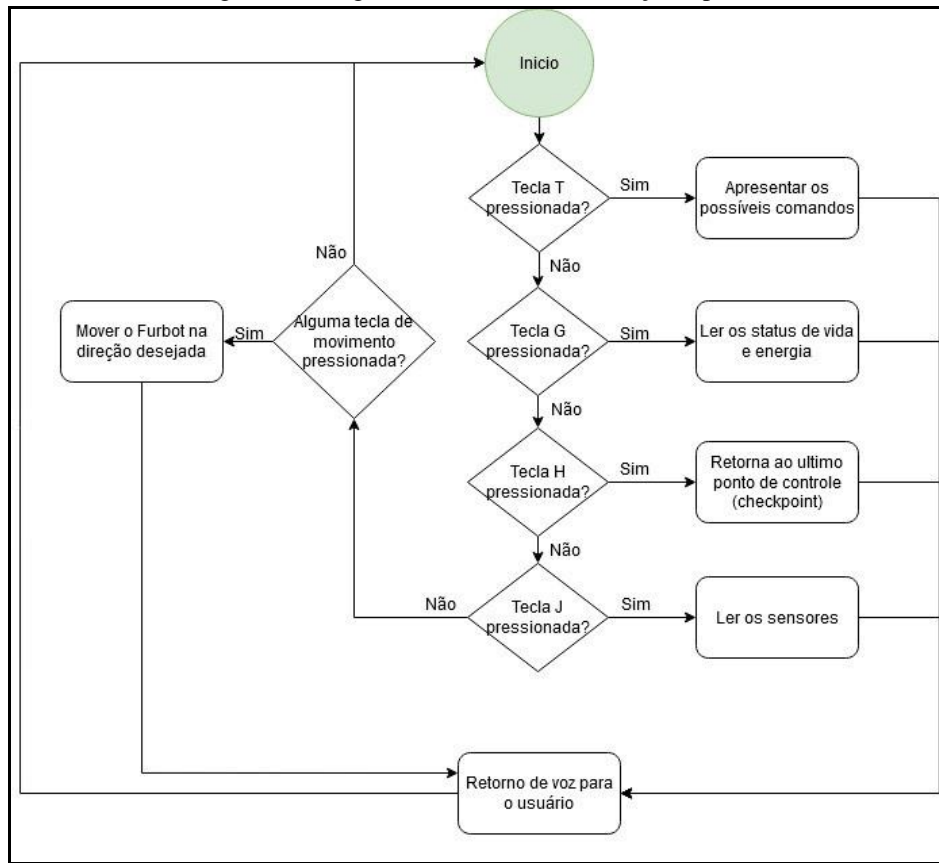 Inicio
Tecla T
pressionada?
Sim
Apresentar os
possíveis comandos
Não
Tecla G
pressionada?
Sim
Ler os status de vida
e energia
Não
Tecla H
pressionada?
Sim
Retorna ao ultimo
ponto de controle
(checkpoint)
Não
Tecla J
pressionada?
Sim
Ler os sensores
Não
Alguma tecla de
movimento
pressionada?
Não
Sim
Mover o Furbot na
direção desejada
Retorno de voz para
o usuário